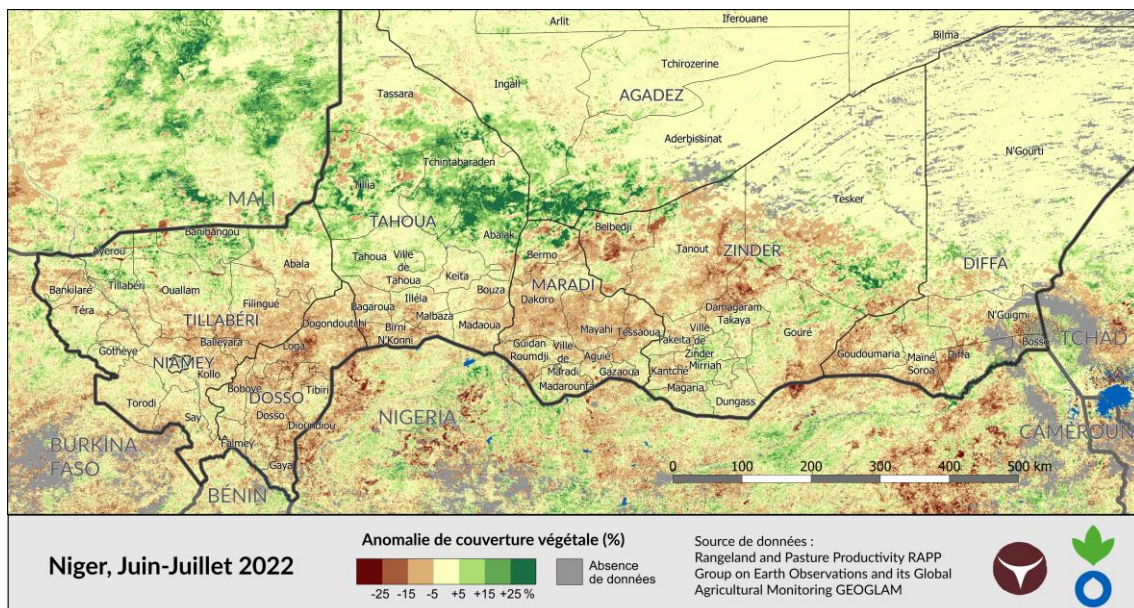 Arlit
Iferouane
Bilma
Tchirozerine
Ingall
Tassara
AGADEZ
Aderbissinat
N'Gourti
Tchintabaraden
Tillia
Tesker
MALI
TAHOUA
Banibangou
Abalak
Belbedji
Tanout
ZINDER
DIFFA
Ayerou
Abala
Tahoua
Ville
de
Tahoua
Keita
Bermo
MARADI
Bankilaré
Tillabéri
Ouallam
Filingué
Bouza
Dakoro
Téra
Bagaroua
Illéla
Malbaza
Damagaram
Takaya
N'Guigmi
TILLABÉRI
Dogondoutchi
Birni
N'Konni
Madaoua
Mayahi
Tessaoua
Gouré
TCHAD
Balleyara
Loga
Gothèye
NIAMEY
Kollo
Guidan
Roumdji
Ville
de
Maradi
Aguié
Gazaoua
Takeita
Ville
de
Zinder
Mirriah
Kantché
Goudoumaria
Maïné
Soroa
Diffa
Bosso
Boboye
Tibiri
DOSSO
Madarounfa
Magaria
Dungass
Torodi
Say
Dosso
Dioundiou
NIGERIA
Falmey
Gaya
BURKINA
FASO
BÉNIN
CAMEROUN
0 100 200 300 400 500 km
Niger, Juin-Juillet 2022
Anomalie de couverture végétale (%)
-25 -15 -5 +5 +15 +25 %
Absence
de données
Source de données :
Rangeland and Pasture Productivity RAPP
Group on Earth Observations and its Global
Agricultural Monitoring GEOGLAM